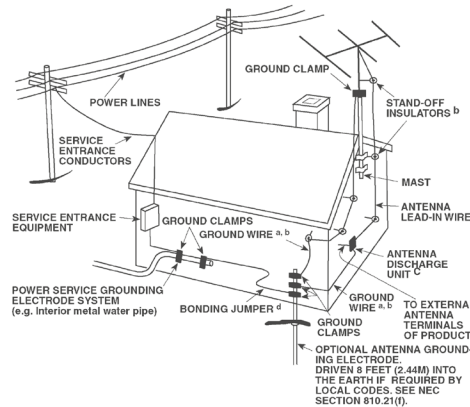 GROUND CLAMP
POWER LINES
STAND-OFF
INSULATORS b
SERVICE
ENTRANCE
CONDUCTORS
MAST
ANTENNA
LEAD-IN WIRE
SERVICE ENTRANCE
EQUIPMENT
GROUND CLAMPS
GROUND WIRE a, b
ANTENNA
DISCHARGE
UNIT C
POWER SERVICE GROUNDING
ELECTRODE SYSTEM
(e.g. Interior metal water pipe)
BONDING JUMPER d
GROUND
WIRE a, b
GROUND
CLAMPS
TO EXTERNA
ANTENNA
TERMINALS
OF PRODUCT
OPTIONAL ANTENNA GROUND-
ING ELECTRODE.
DRIVEN 8 FEET (2.44M) INTO
THE EARTH IF REQUIRED BY
LOCAL CODES. SEE NEC
SECTION 810.21(f).